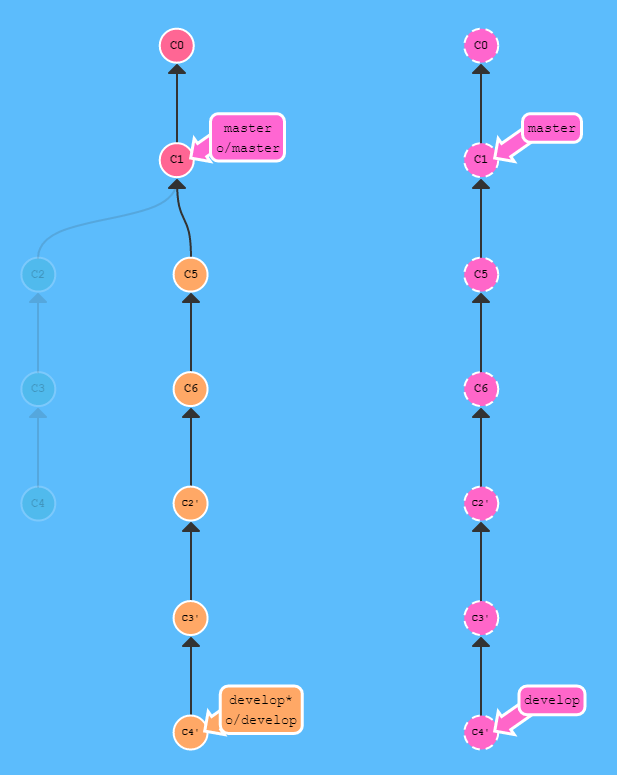 C0
C0
master
o/master
master
C1
C1
C2
C5
C5
C3
C6
C6
C4
C2'
C2'
C3'
C3'
develop*
o/develop
develop
C4'
C4'